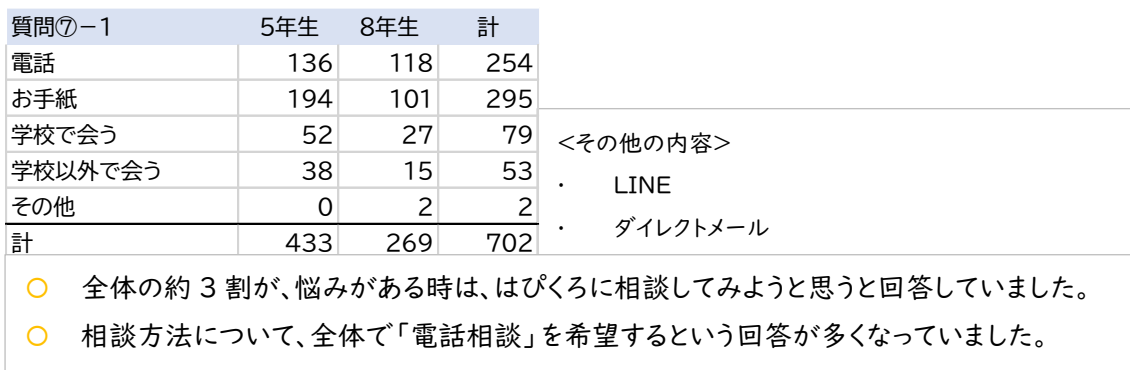 質問⑦－1 5年生 8年生 計
電話 136 118 254
お手紙 194 101 295
学校で会う 52 27 79
学校以外で会う 38 15 53
その他 0 2 2
計 433 269 702
＜その他の内容＞
・ LINE
・ ダイレクトメール
○ 全体の約３割が、悩みがある時は、はぴくろに相談してみようと思うと回答していました。
○ 相談方法について、全体で「電話相談」を希望するという回答が多くなっていました。